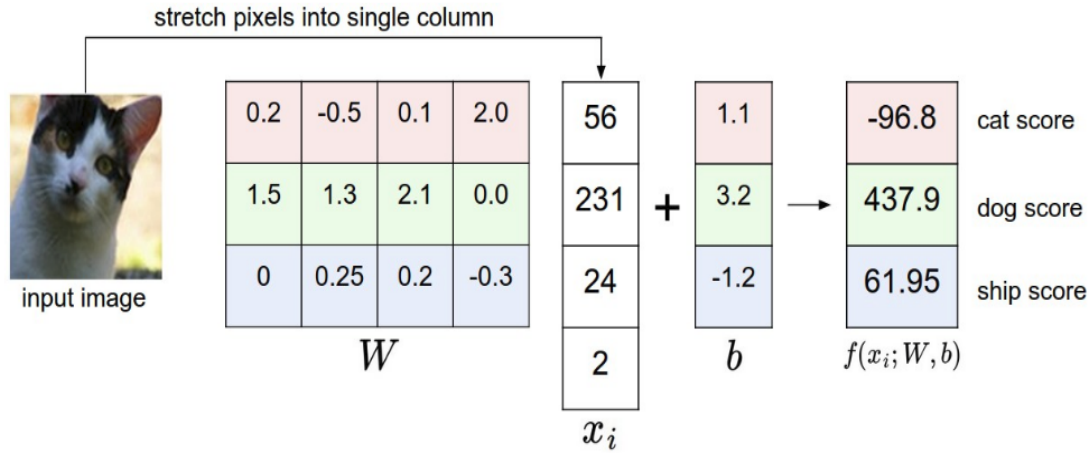 stretch pixels into single column
0.2 -0.5 0.1 2.0
1.5 1.3 2.1 0.0
0 0.25 0.2 -0.3
W
56
231
24
2
x_i
+
1.1
3.2
-1.2
b
-96.8 cat score
437.9 dog score
61.95 ship score
f(x_i; W, b)
input image